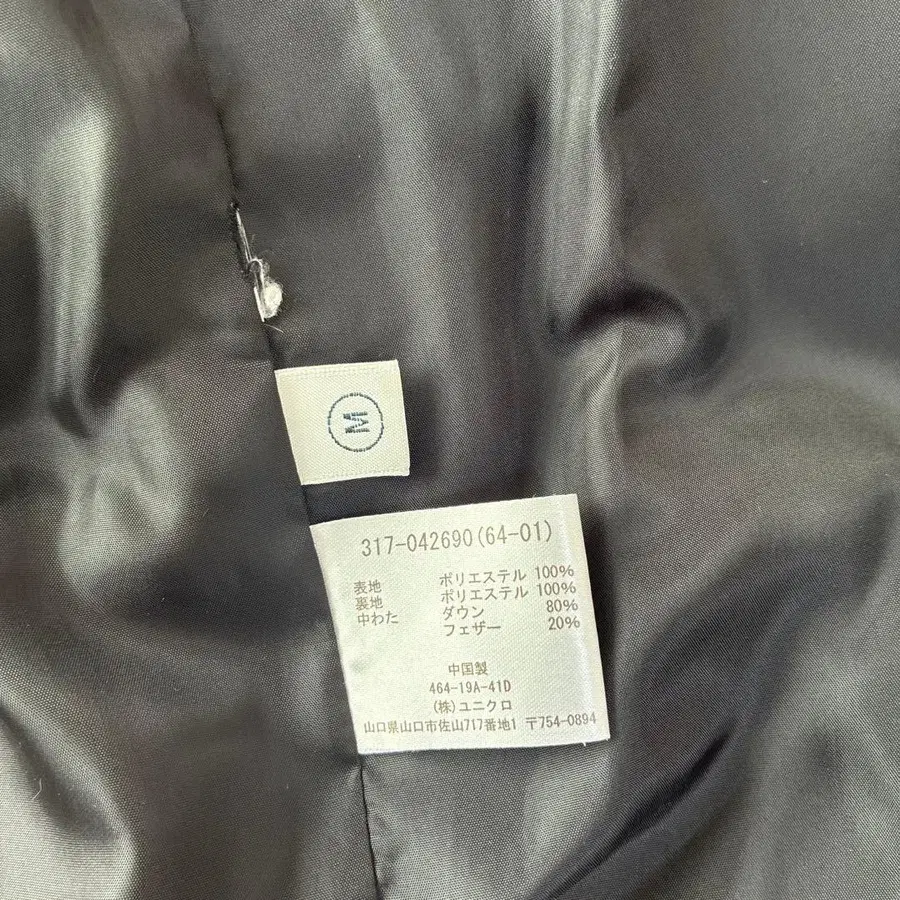 M
317-042690(64-01)
表地 ポリエステル 100%
裏地 ポリエステル 100%
中わた ダウン 80%
フェザー 20%
中国製
464-19A-41D
(株)ユニクロ
山口県山口市佐山717番地1 〒754-0894